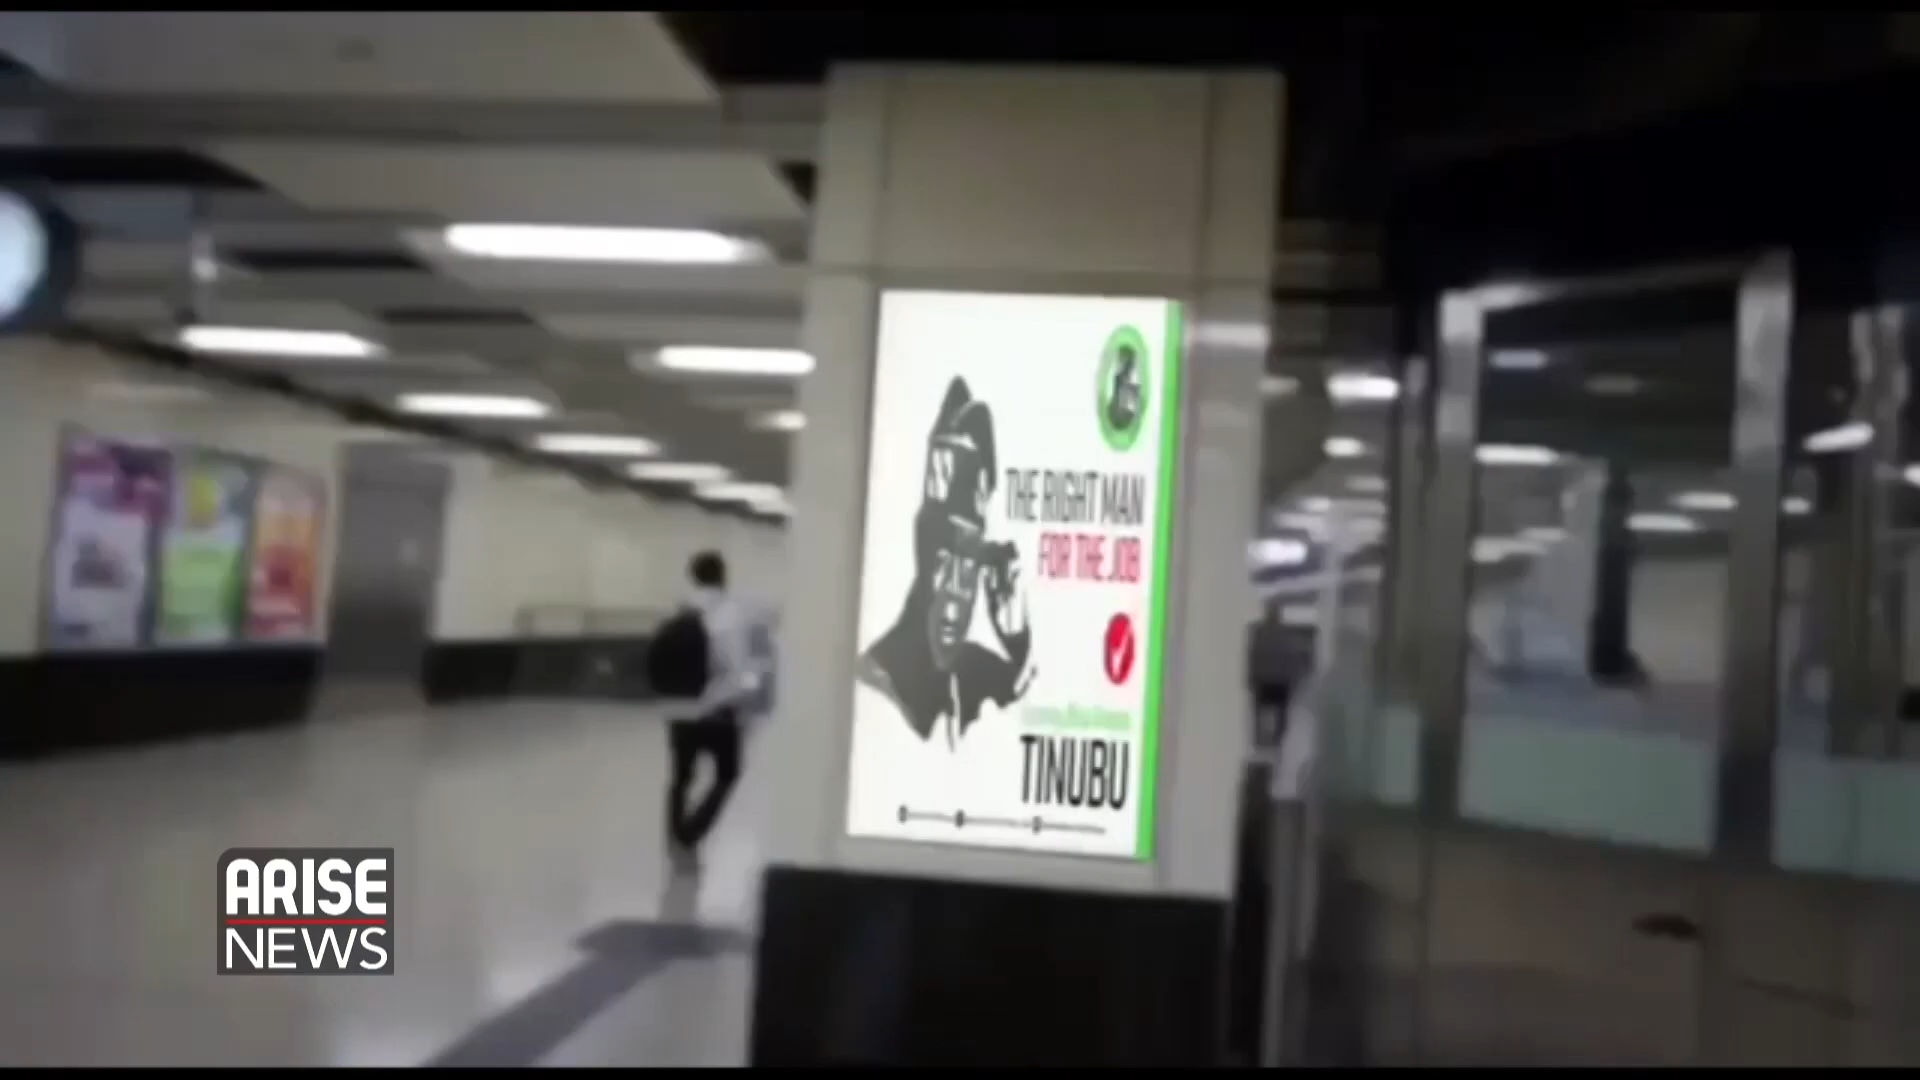 THE RIGHT MAN
FOR THE JOB
TINUBU
ARISE
NEWS